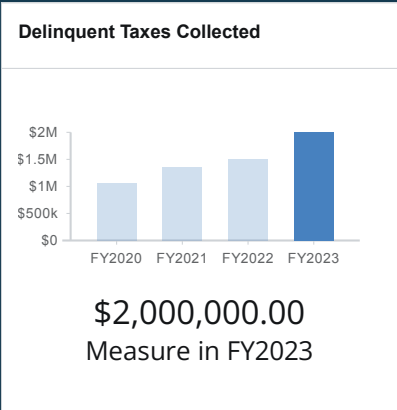 Delinquent Taxes Collected
$2M
$1.5M
$1M
$500k
$0
FY2020 FY2021 FY2022 FY2023
$2,000,000.00
Measure in FY2023